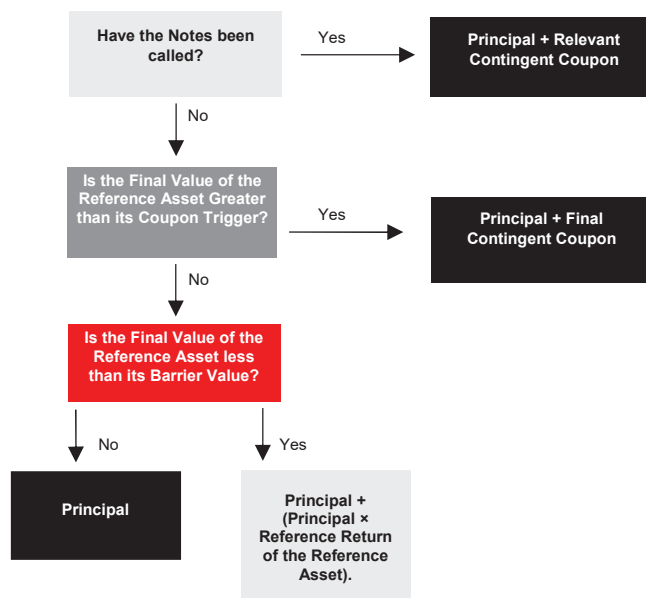 Have the Notes been
called?
Yes
Principal + Relevant
Contingent Coupon
No
Is the Final Value of the
Reference Asset Greater
than its Coupon Trigger?
Yes
Principal + Final
Contingent Coupon
No
Is the Final Value of the
Reference Asset less
than its Barrier Value?
No
Yes
Principal
Principal +
(Principal ×
Reference Return
of the Reference
Asset).